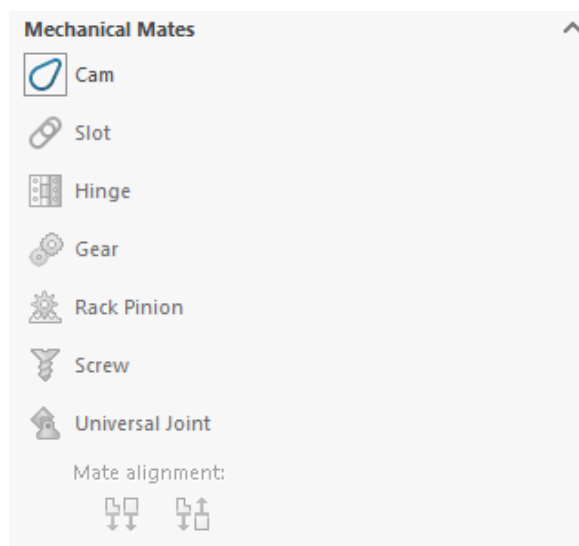 Mechanical Mates
Cam
Slot
Hinge
Gear
Rack Pinion
Screw
Universal Joint
Mate alignment: